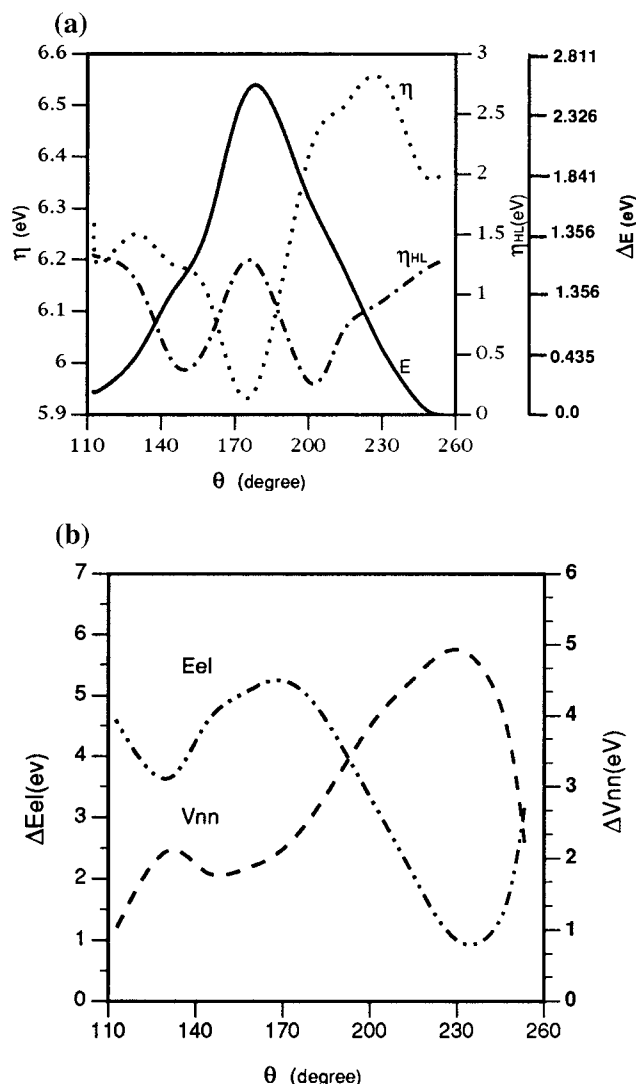 (a)
6.6
6.5
6.4
6.3
6.2
6.1
6
5.9
η (eV)
110 140 170 200 230 260
θ (degree)
3
2.5
2
1.5
1
0.5
0
ηHL(eV)
2.811
2.326
1.841
1.356
1.356
0.435
0.0
ΔE (eV)
η
ηHL
E
(b)
7
6
5
4
3
2
1
0
ΔEel(ev)
110 140 170 200 230 260
θ (degree)
6
5
4
3
2
1
0
ΔVnn(eV)
Eel
Vnn